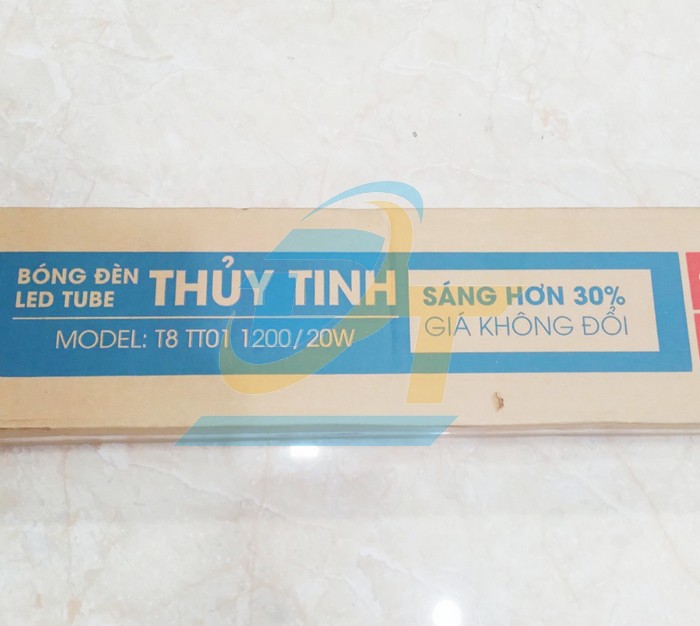 BÓNG ĐÈN
LED TUBE
THỦY TINH
MODEL: T8 TT01 1200/20W
SÁNG HƠN 30%
GIÁ KHÔNG ĐỔI